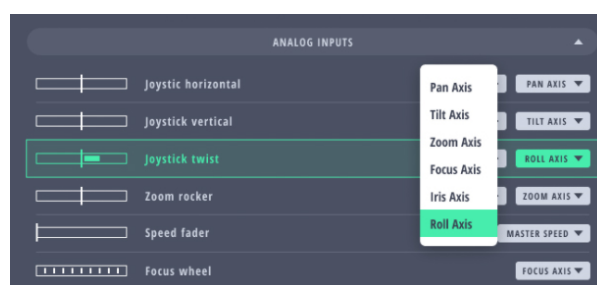 ANALOG INPUTS
Joystic horizontal
PAN AXIS
Joystick vertical
TILT AXIS
Joystick twist
ROLL AXIS
Zoom rocker
ZOOM AXIS
Speed fader
MASTER SPEED
Focus wheel
FOCUS AXIS
Pan Axis
Tilt Axis
Zoom Axis
Focus Axis
Iris Axis
Roll Axis